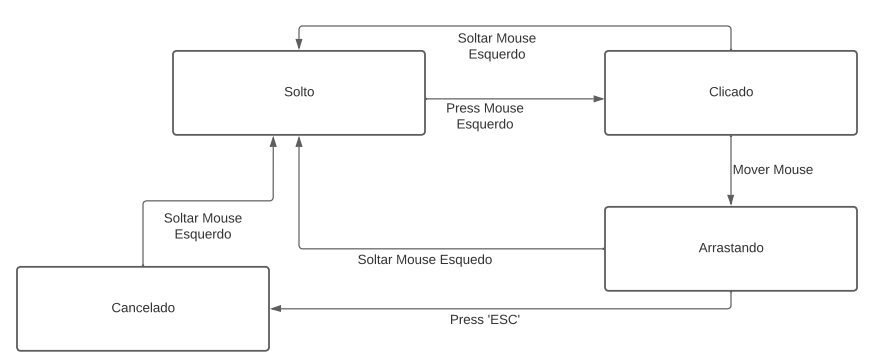 Soltar Mouse
Esquerdo
Solto
Clicado
Press Mouse
Esquerdo
Mover Mouse
Soltar Mouse
Esquerdo
Arrastando
Soltar Mouse Esquedo
Cancelado
Press 'ESC'